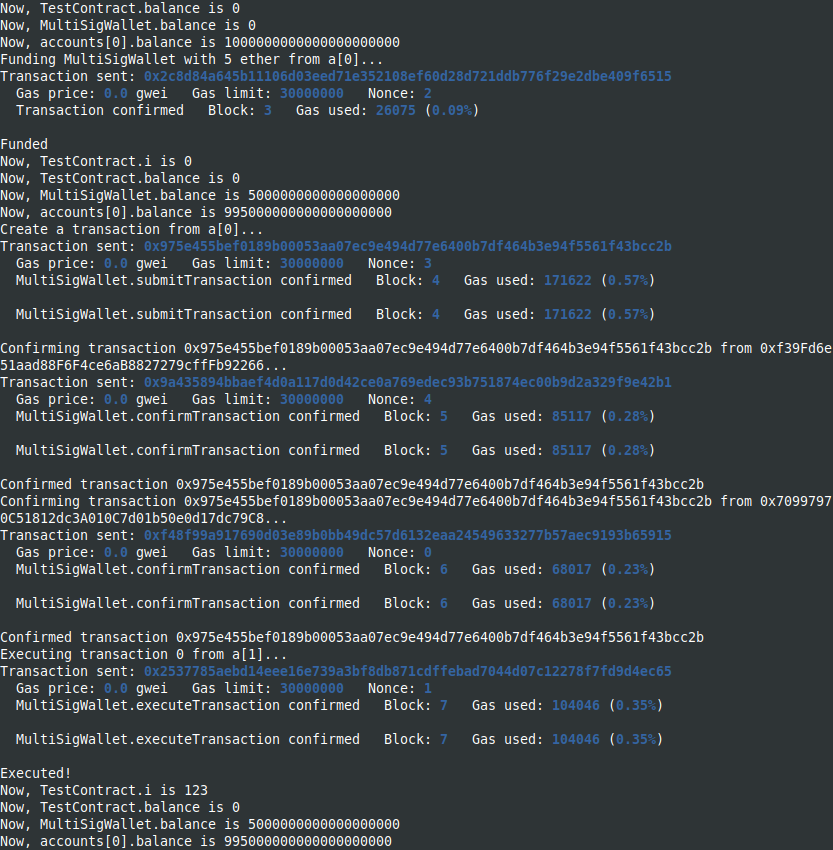 Now, TestContract.balance is 0
Now, MultiSigWallet.balance is 0
Now, accounts[0].balance is 1000000000000000000000
Funding MultiSigWallet with 5 ether from a[0]...
Transaction sent: 0x2c8d84a645b11106d03eed71e352108ef60d28d721ddb776f29e2dbe409f6515
  Gas price: 0.0 gwei   Gas limit: 30000000   Nonce: 2
  Transaction confirmed   Block: 3   Gas used: 26075 (0.09%)

Funded
Now, TestContract.i is 0
Now, TestContract.balance is 0
Now, MultiSigWallet.balance is 5000000000000000000
Now, accounts[0].balance is 995000000000000000000
Create a transaction from a[0]...
Transaction sent: 0x975e455bef0189b00053aa07ec9e494d77e6400b7df464b3e94f5561f43bcc2b
  Gas price: 0.0 gwei   Gas limit: 30000000   Nonce: 3
  MultiSigWallet.submitTransaction confirmed   Block: 4   Gas used: 171622 (0.57%)

  MultiSigWallet.submitTransaction confirmed   Block: 4   Gas used: 171622 (0.57%)

Confirming transaction 0x975e455bef0189b00053aa07ec9e494d77e6400b7df464b3e94f5561f43bcc2b from 0xf39Fd6e
51aad88F6F4ce6aB8827279cffFb92266...
Transaction sent: 0x9a435894bbaef4d0a117d0d42ce0a769edec93b751874ec00b9d2a329f9e42b1
  Gas price: 0.0 gwei   Gas limit: 30000000   Nonce: 4
  MultiSigWallet.confirmTransaction confirmed   Block: 5   Gas used: 85117 (0.28%)

  MultiSigWallet.confirmTransaction confirmed   Block: 5   Gas used: 85117 (0.28%)

Confirmed transaction 0x975e455bef0189b00053aa07ec9e494d77e6400b7df464b3e94f5561f43bcc2b
Confirming transaction 0x975e455bef0189b00053aa07ec9e494d77e6400b7df464b3e94f5561f43bcc2b from 0x7099797
0C51812dc3A010C7d01b50e0d17dc79C8...
Transaction sent: 0xf48f99a917690d03e89b0bb49dc57d6132eaa24549633277b57aec9193b65915
  Gas price: 0.0 gwei   Gas limit: 30000000   Nonce: 0
  MultiSigWallet.confirmTransaction confirmed   Block: 6   Gas used: 68017 (0.23%)

  MultiSigWallet.confirmTransaction confirmed   Block: 6   Gas used: 68017 (0.23%)

Confirmed transaction 0x975e455bef0189b00053aa07ec9e494d77e6400b7df464b3e94f5561f43bcc2b
Executing transaction 0 from a[1]...
Transaction sent: 0x2537785aebd14eee16e739a3bf8db871cdffebad7044d07c12278f7fd9d4ec65
  Gas price: 0.0 gwei   Gas limit: 30000000   Nonce: 1
  MultiSigWallet.executeTransaction confirmed   Block: 7   Gas used: 104046 (0.35%)

  MultiSigWallet.executeTransaction confirmed   Block: 7   Gas used: 104046 (0.35%)

Executed!
Now, TestContract.i is 123
Now, TestContract.balance is 0
Now, MultiSigWallet.balance is 5000000000000000000
Now, accounts[0].balance is 995000000000000000000